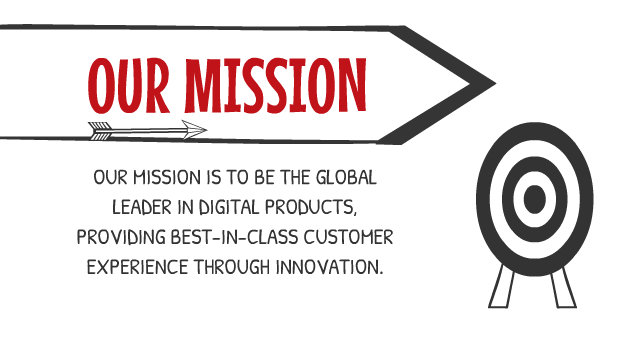 OUR MISSION
OUR MISSION IS TO BE THE GLOBAL
LEADER IN DIGITAL PRODUCTS,
PROVIDING BEST-IN-CLASS CUSTOMER
EXPERIENCE THROUGH INNOVATION.